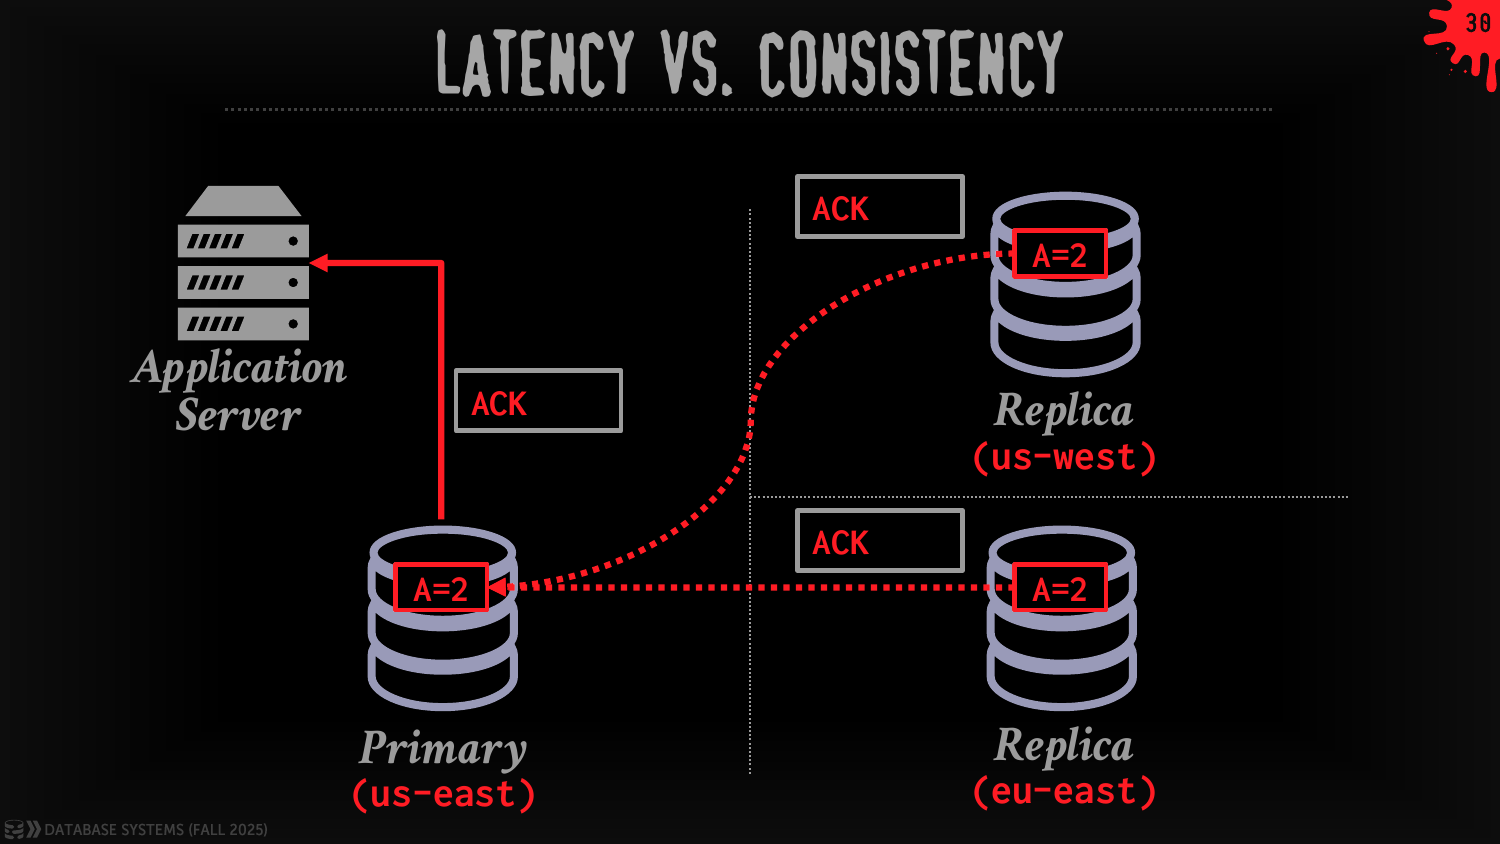 LATENCY VS. CONSISTENCY
30
ACK
A=2
Application
Server
ACK
Replica
(us-west)
ACK
A=2
A=2
Primary
(us-east)
Replica
(eu-east)
DATABASE SYSTEMS (FALL 2025)